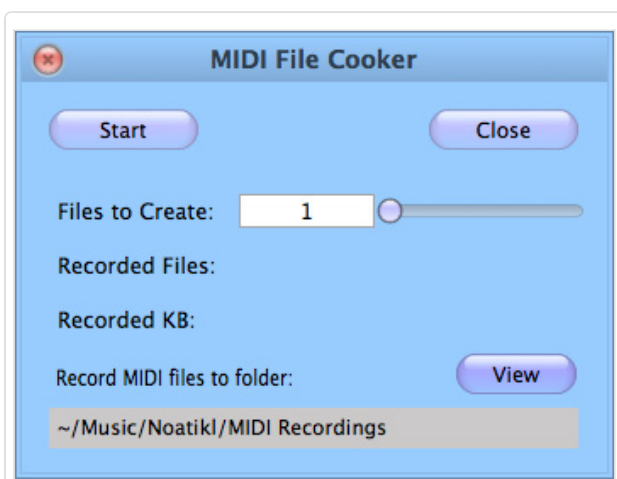 MIDI File Cooker
Start Close
Files to Create: 1
Recorded Files:
Recorded KB:
Record MIDI files to folder: View
~/Music/Noatikl/MIDI Recordings